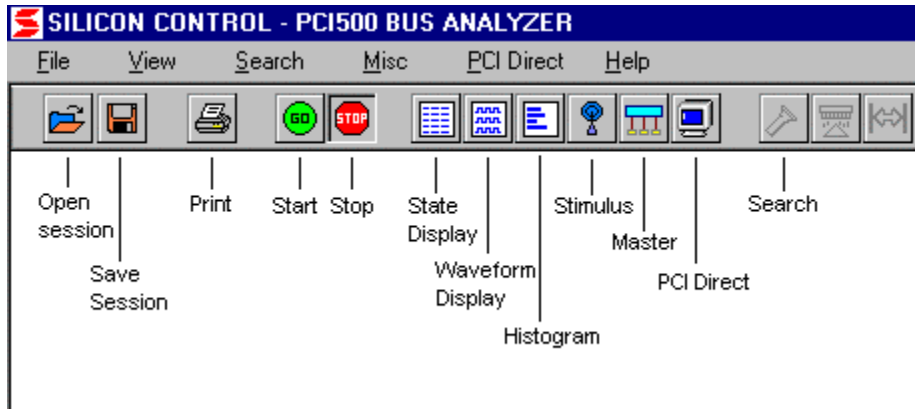 SILICON CONTROL - PCI500 BUS ANALYZER
File View Search Misc PCI Direct Help
GO STOP
Open session
Print
Start
Stop
State Display
Stimulus
Search
Save Session
Waveform Display
Master
PCI Direct
Histogram